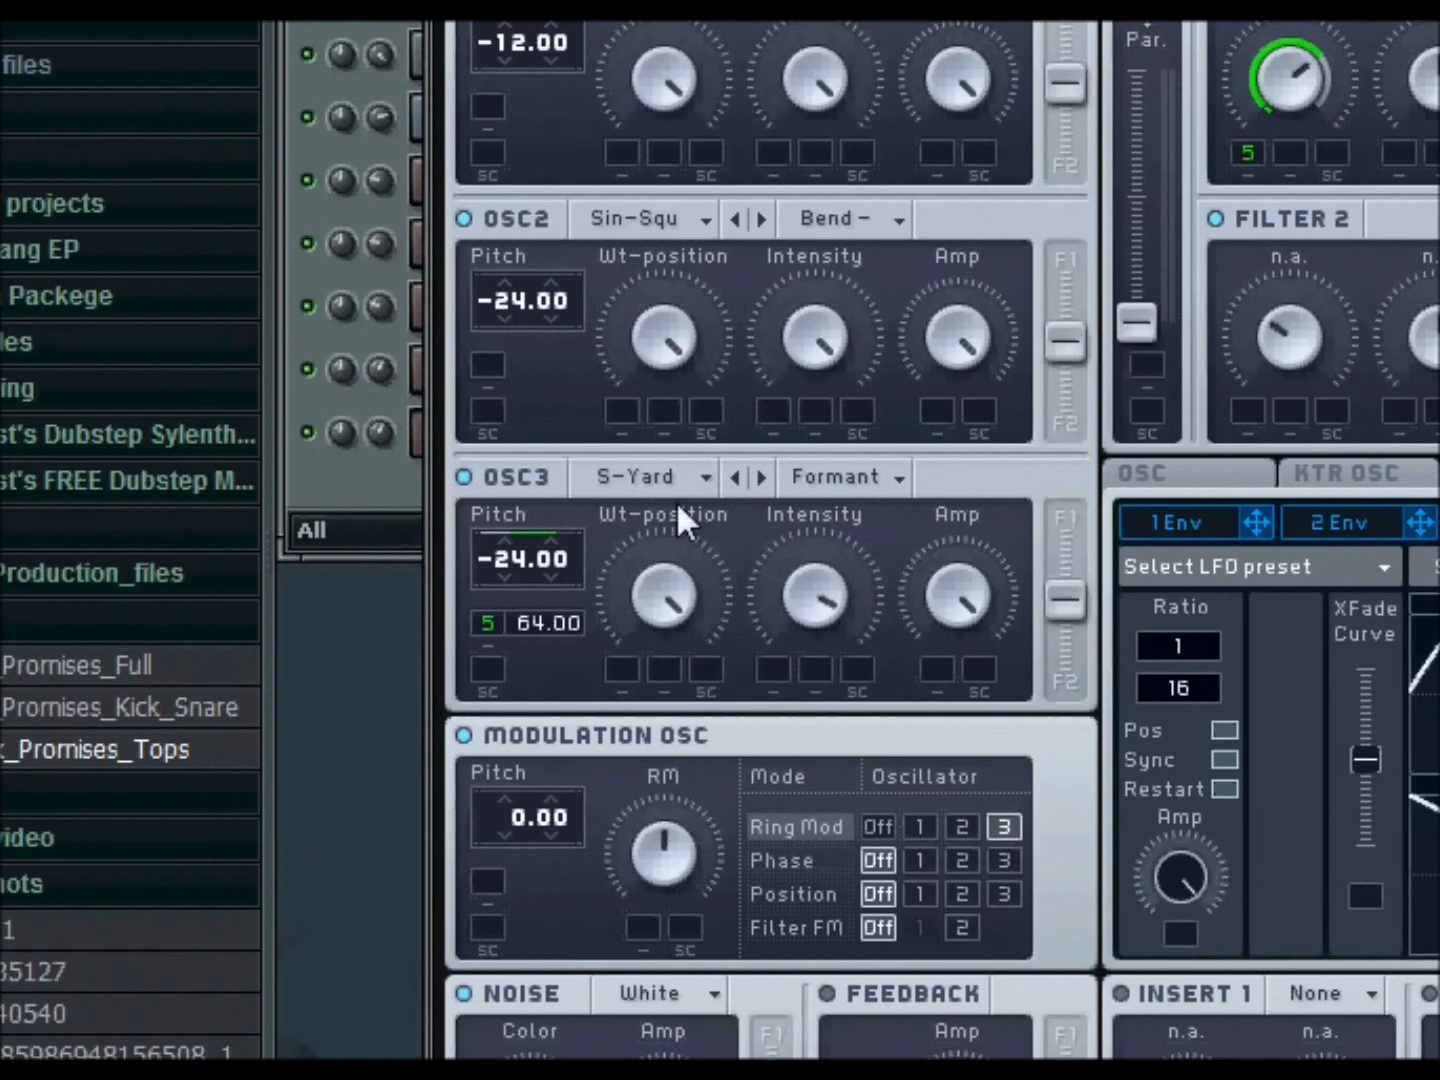 files
projects
ang EP
Packege
les
ing
st's Dubstep Sylenth...
st's FREE Dubstep M...
Production_files
Promises_Full
Promises_Kick_Snare
_Promises_Tops
video
hots
1
35127
40540
85986948156508_1
All
-12.00
SC SC SC SC
F2
Par.
SC
5
SC
OSC2 Sin-Squ Bend -
Pitch Wt-position Intensity Amp F1
-24.00
SC SC SC SC F2
FILTER 2
n.a. n.
SC
OSC3 S-Yard Formant
Pitch Wt-position Intensity Amp F1
-24.00
5 64.00
SC SC SC SC F2
OSC KTR OSC
1 Env 2 Env
Select LFO preset
Ratio
1
16
Pos
Sync
Restart
Amp
XFade
Curve
MODULATION OSC
Pitch RM Mode Oscillator
0.00
Ring Mod Off 1 2 3
Phase Off 1 2 3
Position Off 1 2 3
Filter FM Off 1 2
SC SC
NOISE White
Color Amp F1
FEEDBACK
Amp F1
INSERT 1 None
n.a. n.a.